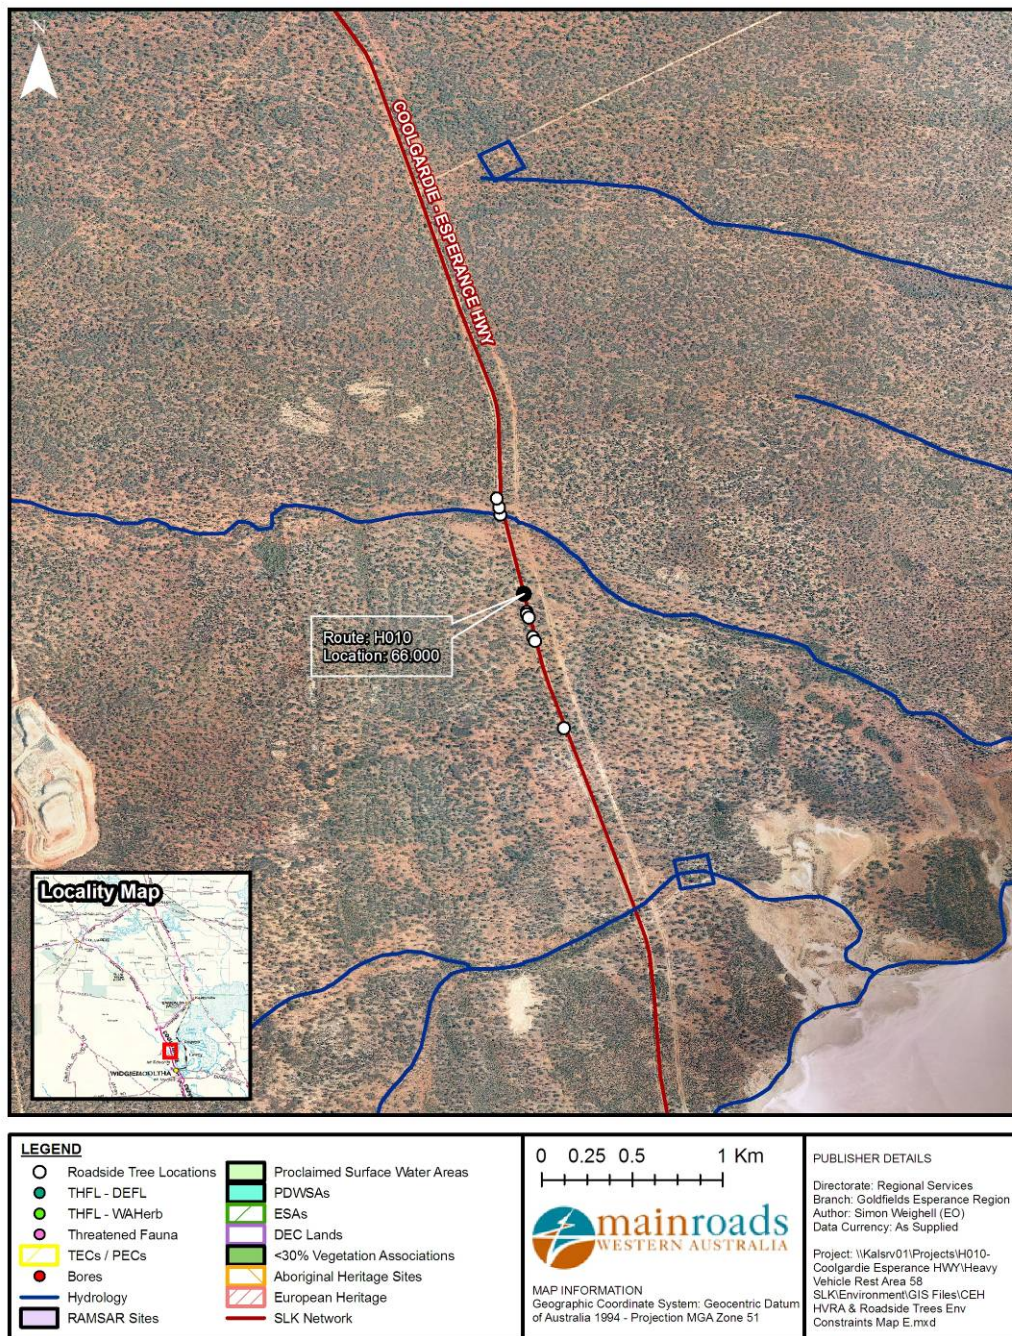 N
COOLGARDIE - ESPERANCE HWY
Route: H010
Location: 66.000
Locality Map
WIDGIEMOOLTHA
LEGEND
Roadside Tree Locations
THFL - DEFL
THFL - WAHerb
Threatened Fauna
TECs / PECs
Bores
Hydrology
RAMSAR Sites
Proclaimed Surface Water Areas
PDWSAs
ESAs
DEC Lands
<30% Vegetation Associations
Aboriginal Heritage Sites
European Heritage
SLK Network
0 0.25 0.5 1 Km
mainroads
WESTERN AUSTRALIA
MAP INFORMATION
Geographic Coordinate System: Geocentric Datum
of Australia 1994 - Projection MGA Zone 51
PUBLISHER DETAILS
Directorate: Regional Services
Branch: Goldfields Esperance Region
Author: Simon Weighell (EO)
Data Currency: As Supplied
Project: \\Kalsrv01\Projects\H010-
Coolgardie Esperance HWY\Heavy
Vehicle Rest Area 58
SLK\Environment\GIS Files\CEH
HVRA & Roadside Trees Env
Constraints Map E.mxd